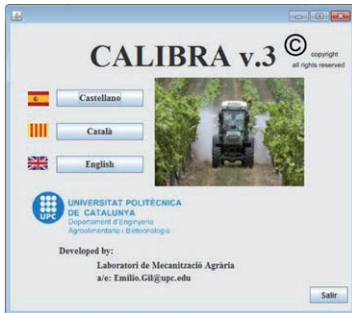 CALIBRA v.3 ©
copyright
all rights reserved
Castellano
Català
English
UPC
UNIVERSITAT POLITÈCNICA
DE CATALUNYA
Departament d'Enginyeria
Agroalimentària i Biotecnologia
Developed by:
Laboratori de Mecanització Agrària
a/e: Emilio.Gil@upc.edu
Salir